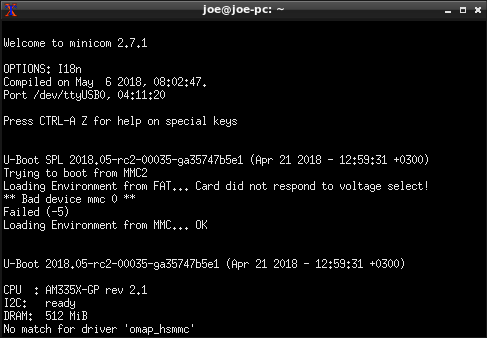 joe@joe-pc: ~
Welcome to minicom 2.7.1
OPTIONS: I18n
Compiled on May  6 2018, 08:02:47.
Port /dev/ttyUSB0, 04:11:20
Press CTRL-A Z for help on special keys
U-Boot SPL 2018.05-rc2-00035-ga35747b5e1 (Apr 21 2018 - 12:59:31 +0300)
Trying to boot from MMC2
Loading Environment from FAT... Card did not respond to voltage select!
** Bad device mmc 0 **
Failed (-5)
Loading Environment from MMC... OK
U-Boot 2018.05-rc2-00035-ga35747b5e1 (Apr 21 2018 - 12:59:31 +0300)
CPU  : AM335X-GP rev 2.1
I2C:   ready
DRAM:  512 MiB
No match for driver 'omap_hsmmc'